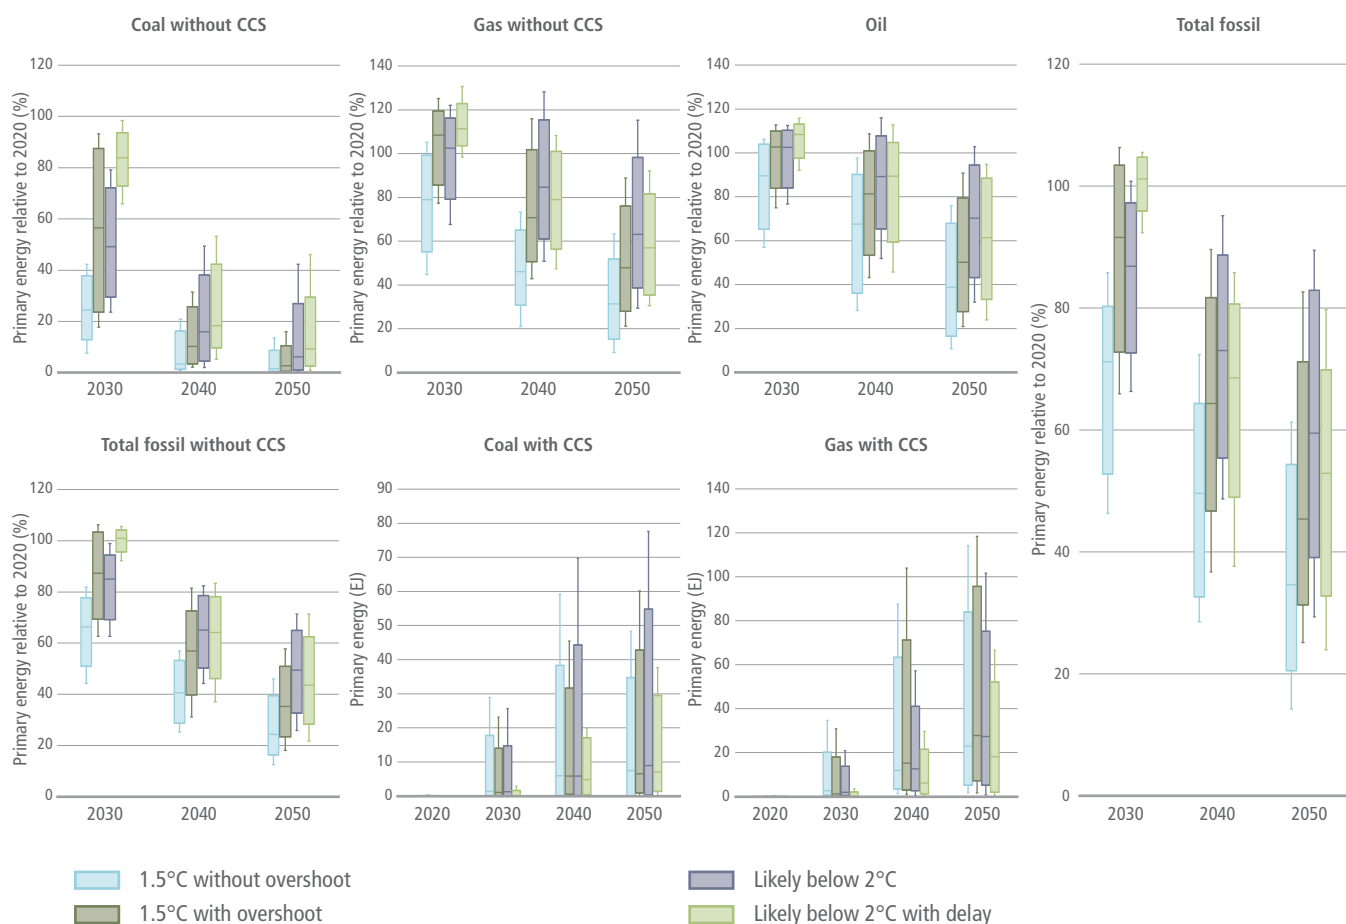 Coal without CCS
Gas without CCS
Oil
Total fossil
Primary energy relative to 2020 (%)
120
100
80
60
40
20
0
2030 2040 2050
Primary energy relative to 2020 (%)
140
120
100
80
60
40
20
0
2030 2040 2050
Primary energy relative to 2020 (%)
140
120
100
80
60
40
20
0
2030 2040 2050
Primary energy relative to 2020 (%)
120
100
80
60
40
20
0
2030 2040 2050
Total fossil without CCS
Coal with CCS
Gas with CCS
Primary energy relative to 2020 (%)
120
100
80
60
40
20
0
2030 2040 2050
Primary energy (EJ)
90
80
70
60
50
40
30
20
10
0
2020 2030 2040 2050
Primary energy (EJ)
140
120
100
80
60
40
20
0
2020 2030 2040 2050
1.5°C without overshoot
1.5°C with overshoot
Likely below 2°C
Likely below 2°C with delay